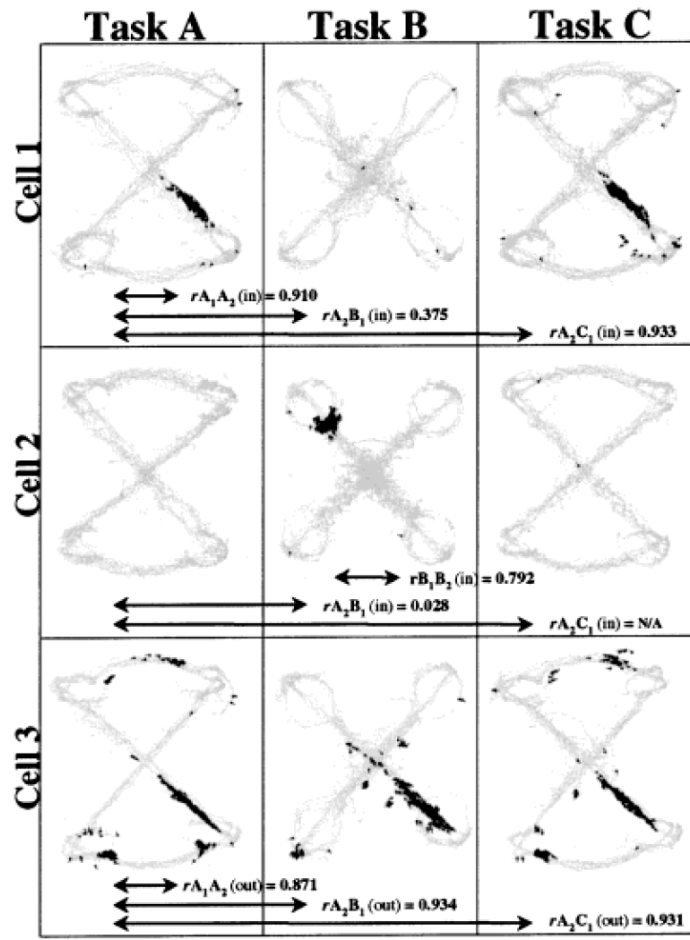 Task A Task B Task C
Cell 1
rA₁A₂ (in) = 0.910
rA₂B₁ (in) = 0.375
rA₂C₁ (in) = 0.933
Cell 2
rB₁B₂ (in) = 0.792
rA₂B₁ (in) = 0.028
rA₂C₁ (in) = N/A
Cell 3
rA₁A₂ (out) = 0.871
rA₂B₁ (out) = 0.934
rA₂C₁ (out) = 0.931